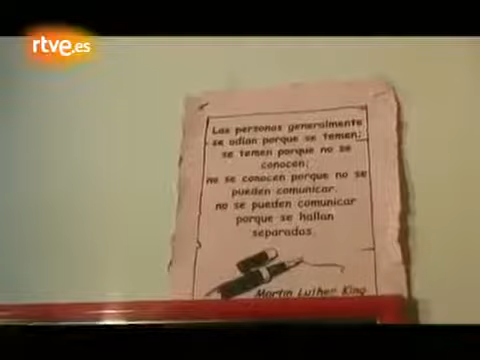 rtve.es
Las personas generalmente
se odian porque se temen;
se temen porque no se
conocen;
no se conocen porque no se
pueden comunicar.
no se pueden comunicar
porque se hallan
separados.
Martin Luther King